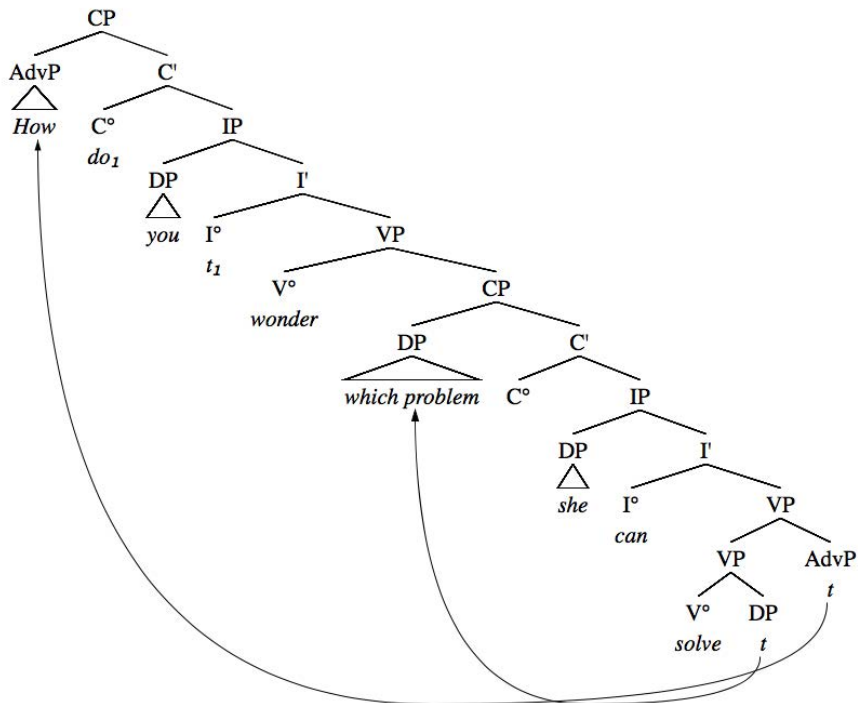 CP
AdvP C'
How C° IP
do₁
DP I'
you I° VP
t₁
V° CP
wonder
DP C'
which problem C° IP
DP I'
she I° VP
can
VP AdvP
t
V° DP
solve t